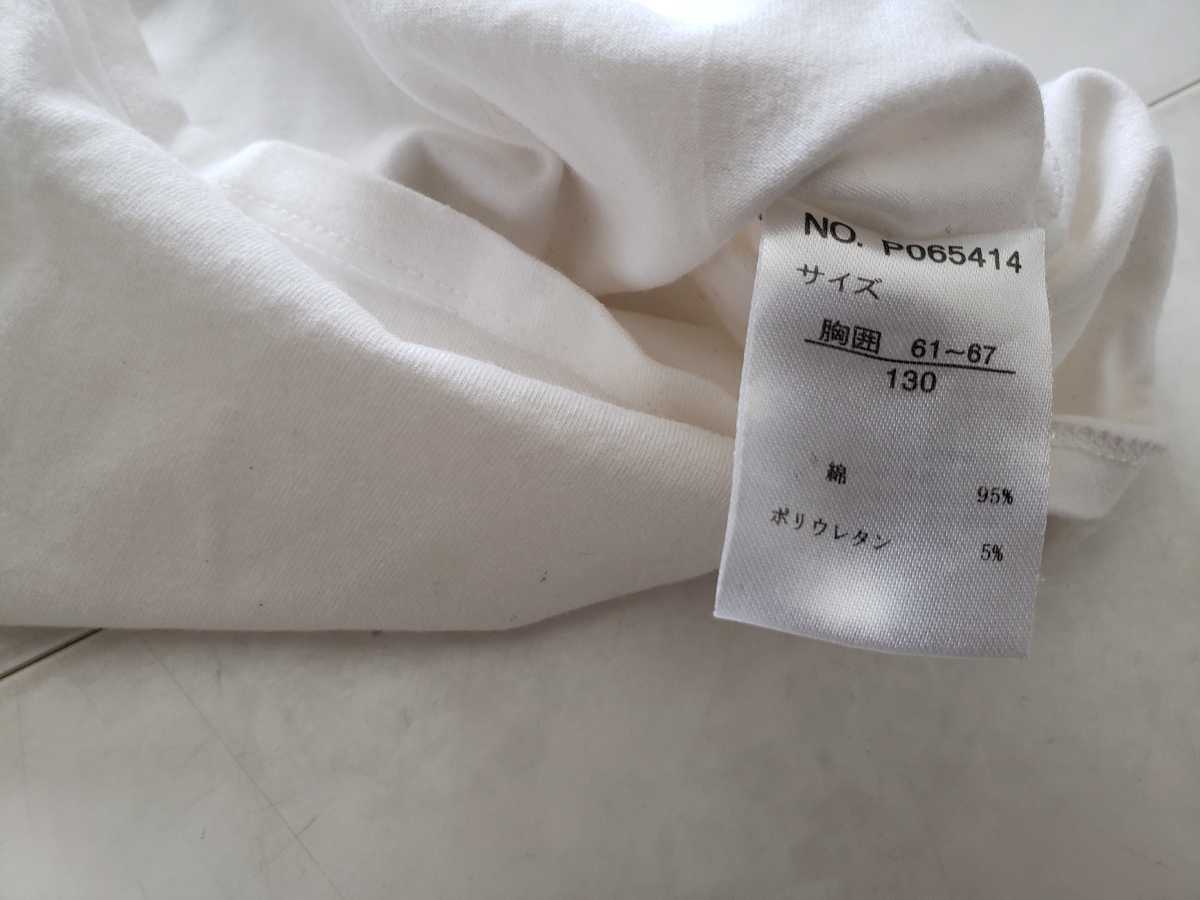 NO. P065414
サイズ
胸囲 61~67
130
綿 95%
ポリウレタン 5%